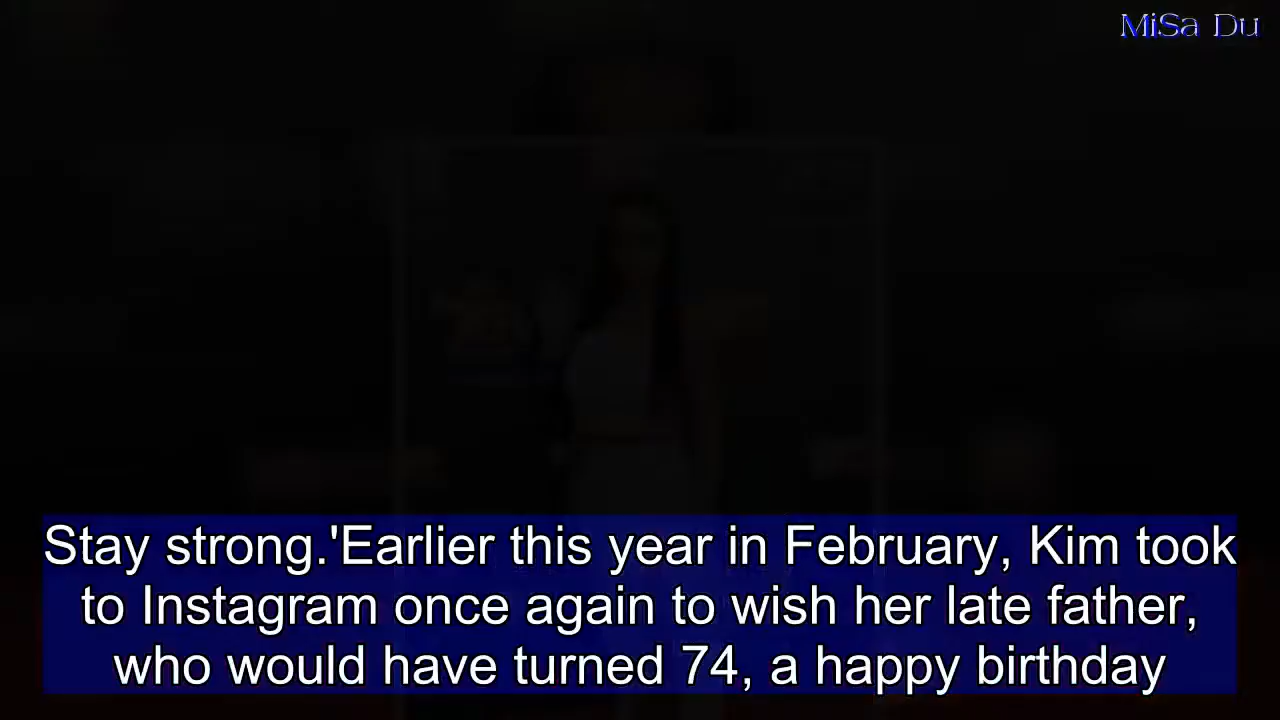 MiSa Du
Stay strong.'Earlier this year in February, Kim took
to Instagram once again to wish her late father,
who would have turned 74, a happy birthday